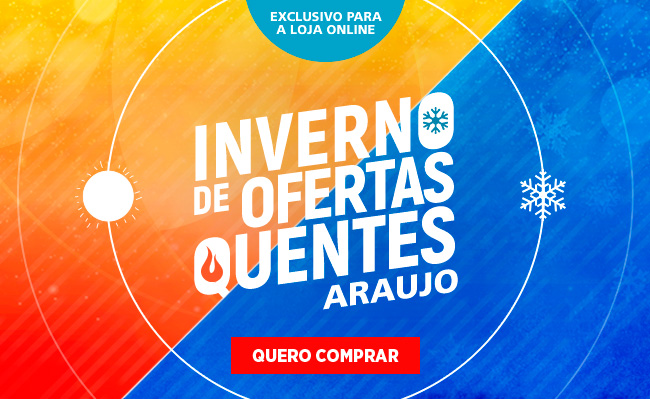 EXCLUSIVO PARA
A LOJA ONLINE
INVERNO
DE OFERTAS
QUENTES
ARAUJO
QUERO COMPRAR